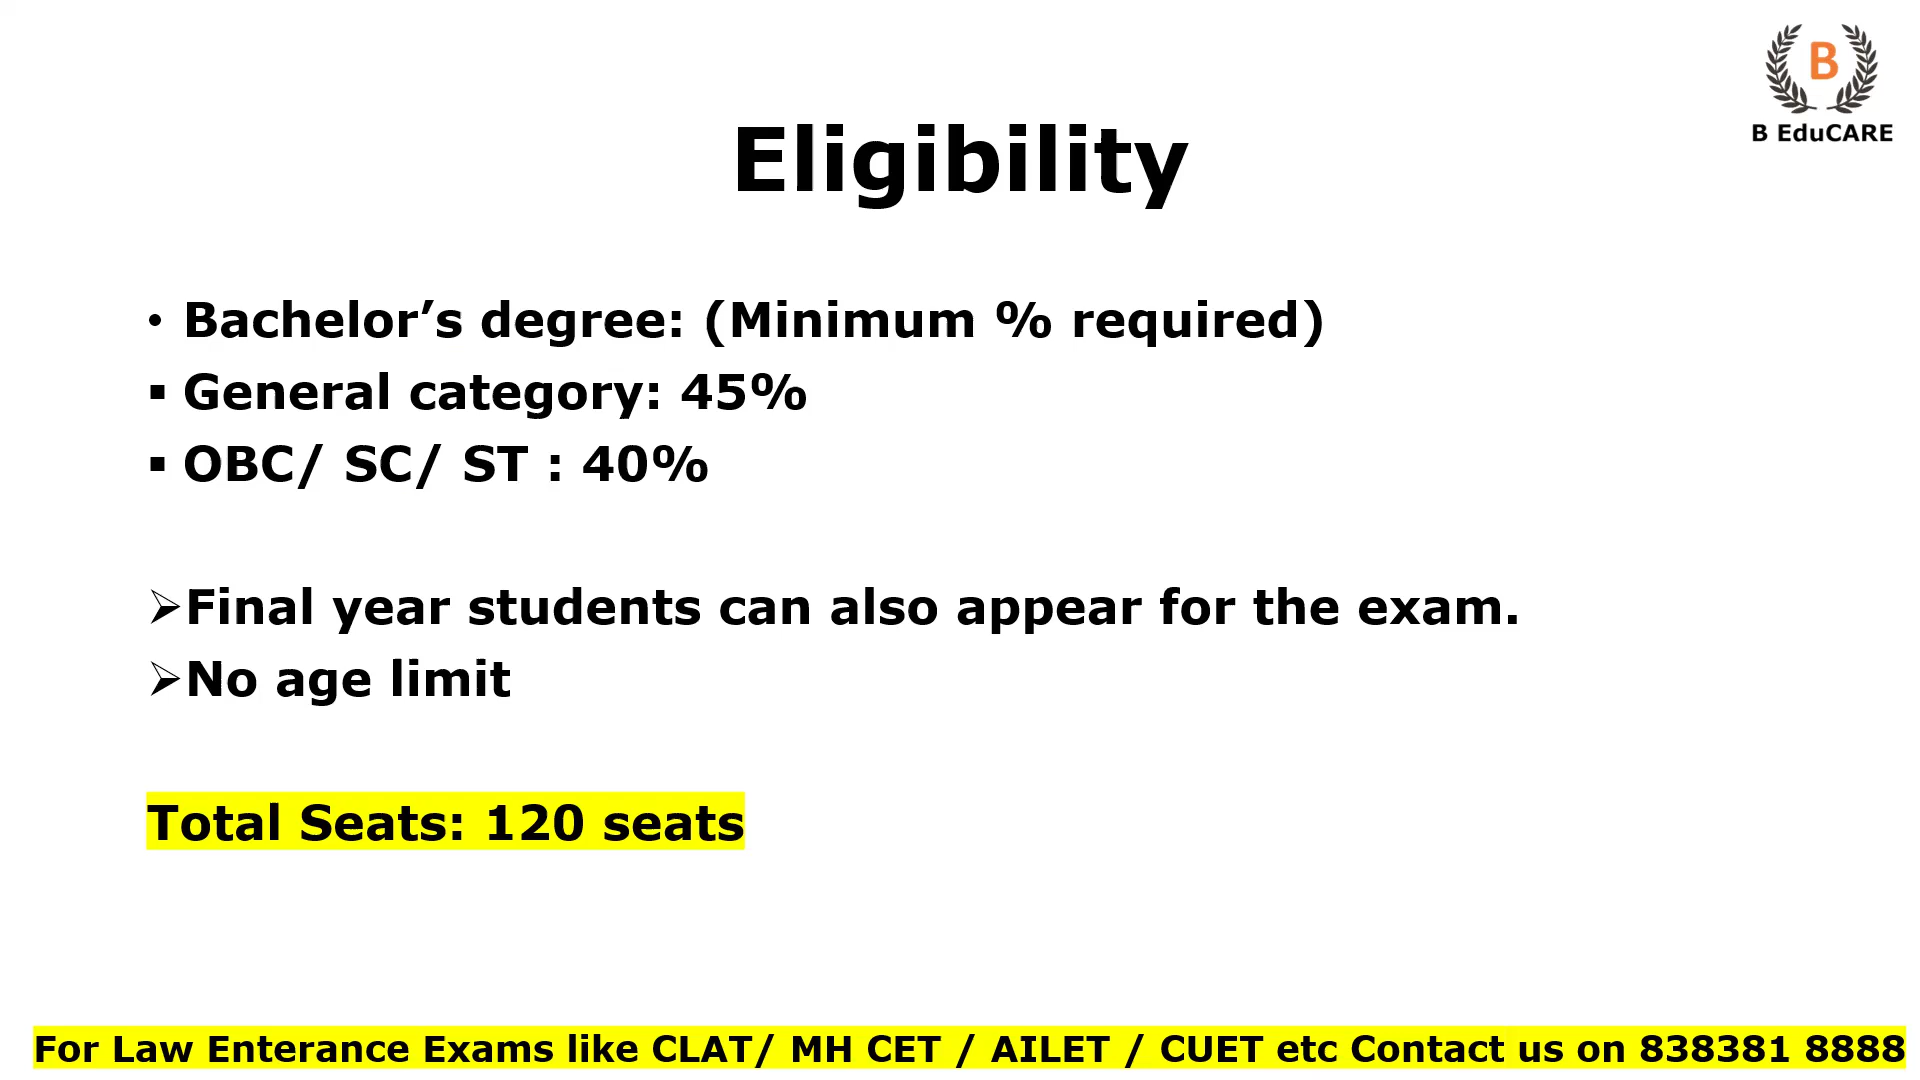 B
B EduCARE
Eligibility
• Bachelor’s degree: (Minimum % required)
▪ General category: 45%
▪ OBC/ SC/ ST : 40%
➢Final year students can also appear for the exam.
➢No age limit
Total Seats: 120 seats
For Law Enterance Exams like CLAT/ MH CET / AILET / CUET etc Contact us on 838381 8888